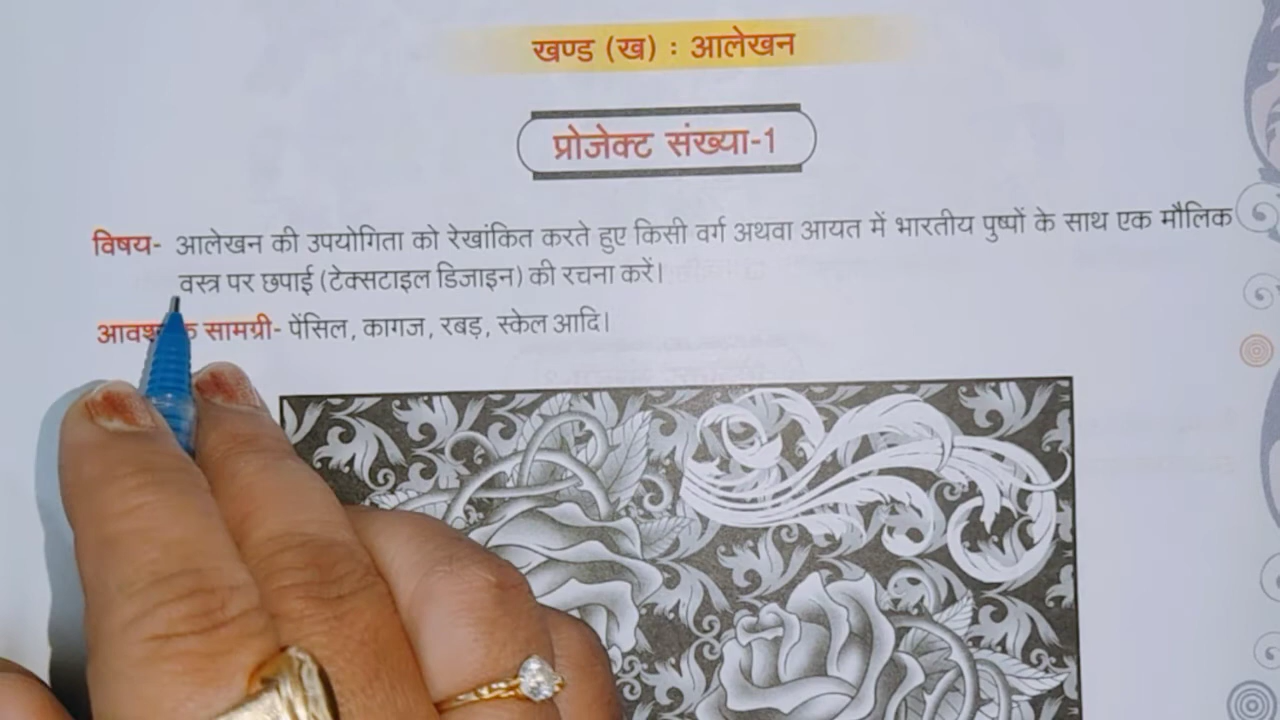 खण्ड (ख) : आलेखन
प्रोजेक्ट संख्या-1
विषय- आलेखन की उपयोगिता को रेखांकित करते हुए किसी वर्ग अथवा आयत में भारतीय पुष्पों के साथ एक मौलिक
वस्त्र पर छपाई (टेक्सटाइल डिजाइन) की रचना करें।
सामग्री- पेंसिल, कागज, रबड़, स्केल आदि।